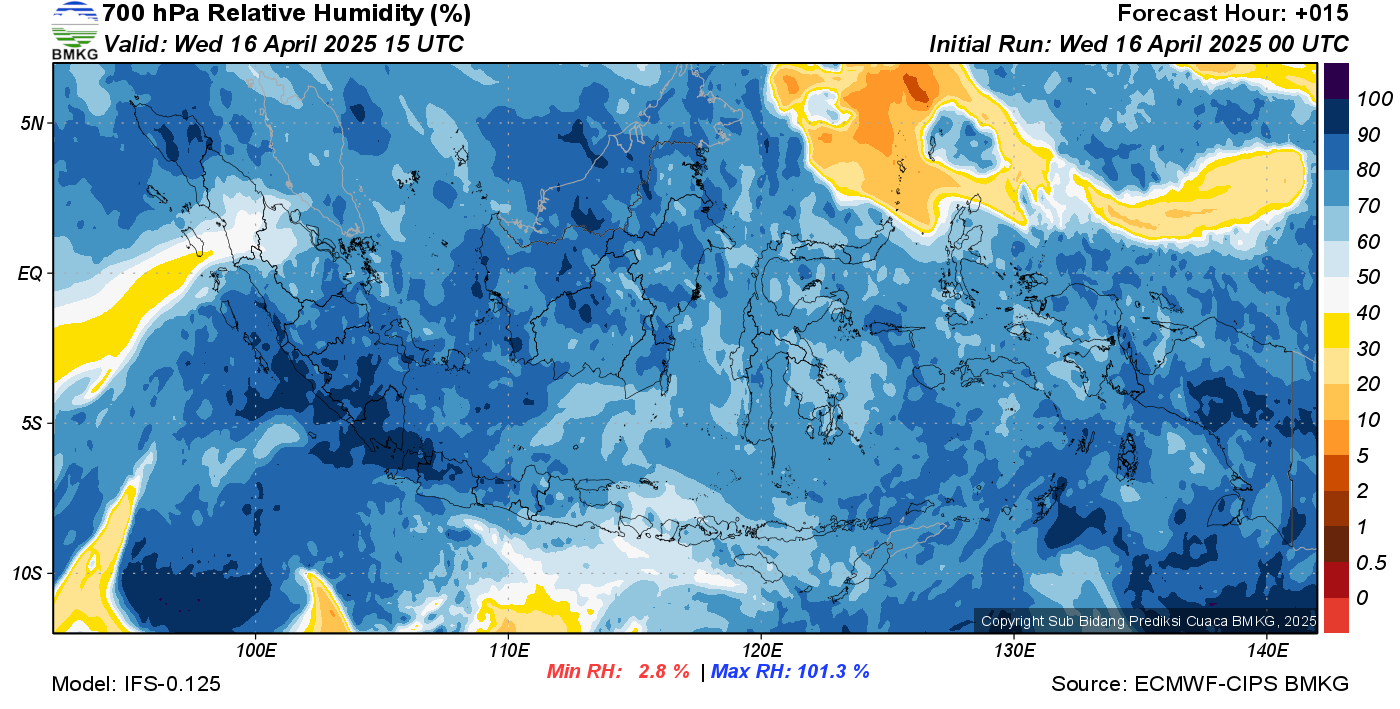 700 hPa Relative Humidity (%)
Forecast Hour: +015
BMKG
Valid: Wed 16 April 2025 15 UTC
Initial Run: Wed 16 April 2025 00 UTC
5N
EQ
5S
10S
100E
110E
120E
130E
140E
100
90
80
70
60
50
40
30
20
10
5
2
1
0.5
0
Copyright Sub Bidang Prediksi Cuaca BMKG, 2025
Min RH: 2.8 % | Max RH: 101.3 %
Model: IFS-0.125
Source: ECMWF-CIPS BMKG